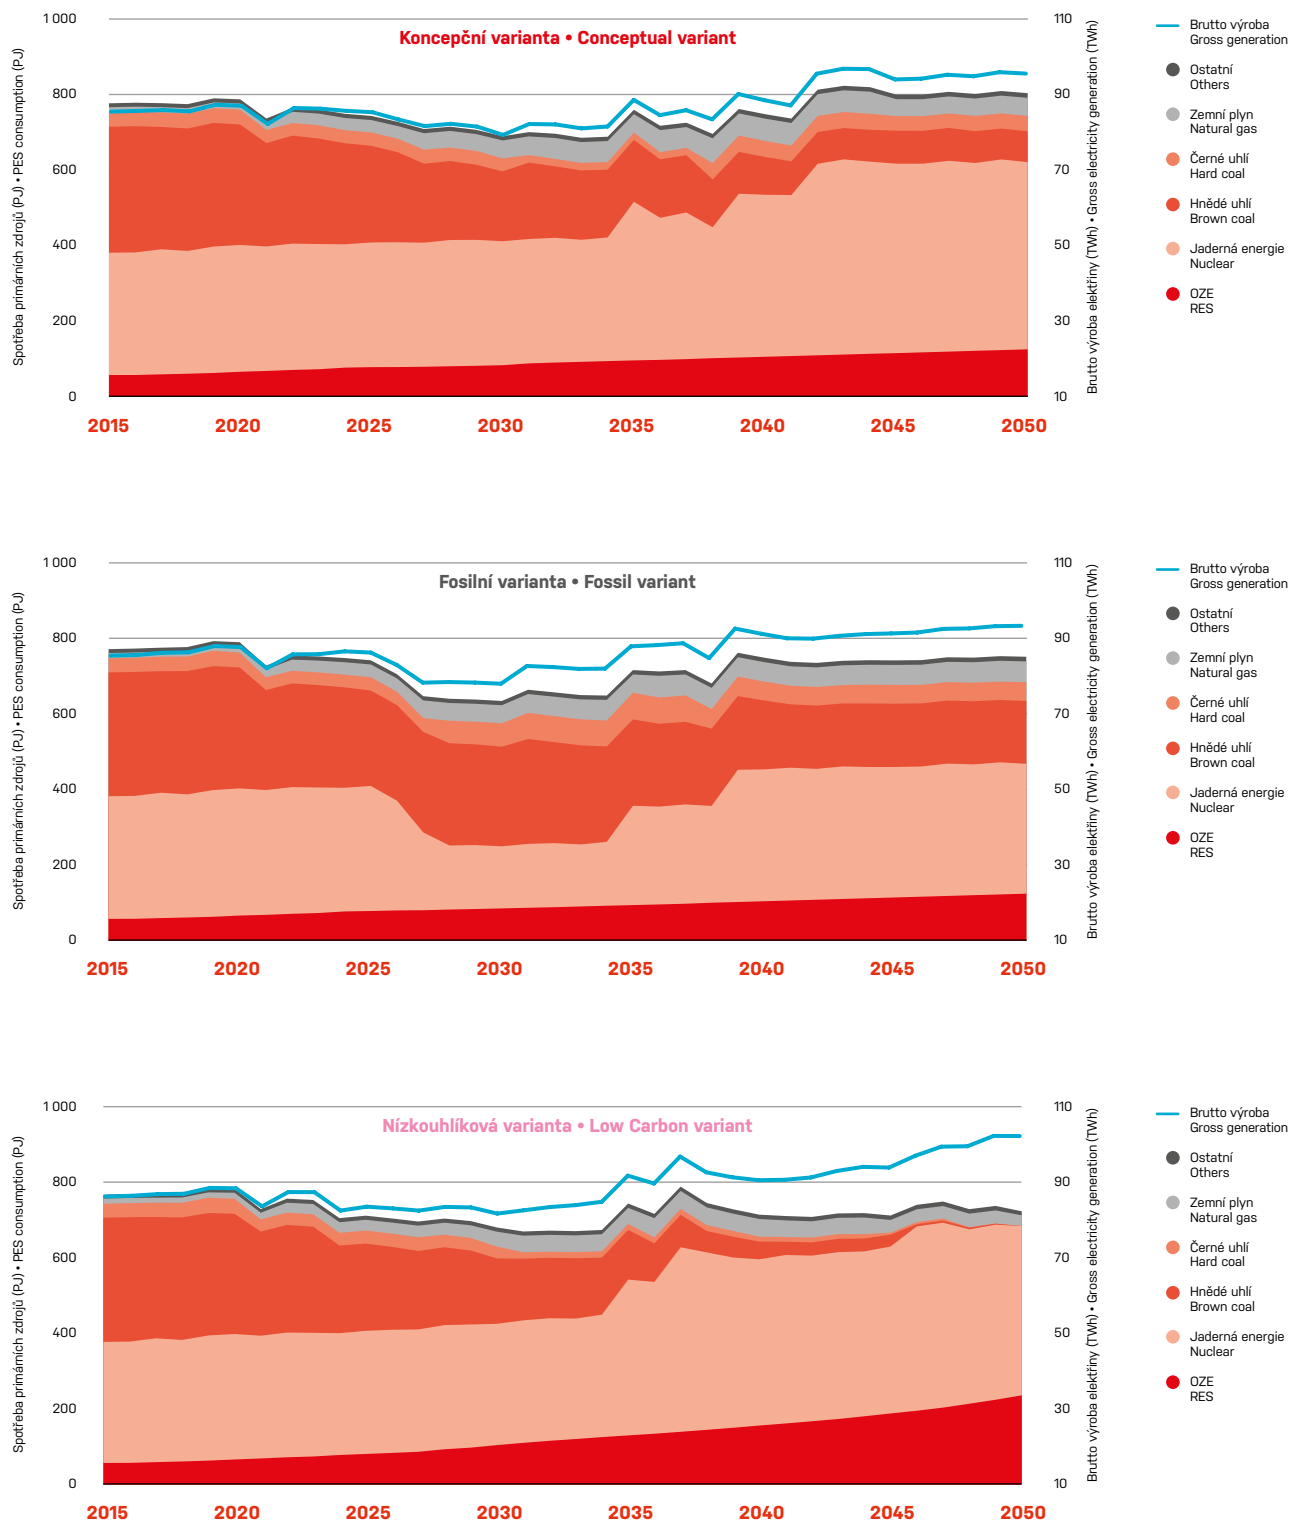 Koncepční varianta • Conceptual variant
Spotřeba primárních zdrojů (PJ) • PES consumption (PJ)
1 000
800
600
400
200
0
110
90
70
50
30
10
Brutto výroba elektřiny (TWh) • Gross electricity generation (TWh)
2015 2020 2025 2030 2035 2040 2045 2050
Brutto výroba
Gross generation
Ostatní
Others
Zemní plyn
Natural gas
Černé uhlí
Hard coal
Hnědé uhlí
Brown coal
Jaderná energie
Nuclear
OZE
RES
Fosilní varianta • Fossil variant
Spotřeba primárních zdrojů (PJ) • PES consumption (PJ)
1 000
800
600
400
200
0
110
90
70
50
30
10
Brutto výroba elektřiny (TWh) • Gross electricity generation (TWh)
2015 2020 2025 2030 2035 2040 2045 2050
Brutto výroba
Gross generation
Ostatní
Others
Zemní plyn
Natural gas
Černé uhlí
Hard coal
Hnědé uhlí
Brown coal
Jaderná energie
Nuclear
OZE
RES
Nízkouhlíková varianta • Low Carbon variant
Spotřeba primárních zdrojů (PJ) • PES consumption (PJ)
1 000
800
600
400
200
0
110
90
70
50
30
10
Brutto výroba elektřiny (TWh) • Gross electricity generation (TWh)
2015 2020 2025 2030 2035 2040 2045 2050
Brutto výroba
Gross generation
Ostatní
Others
Zemní plyn
Natural gas
Černé uhlí
Hard coal
Hnědé uhlí
Brown coal
Jaderná energie
Nuclear
OZE
RES